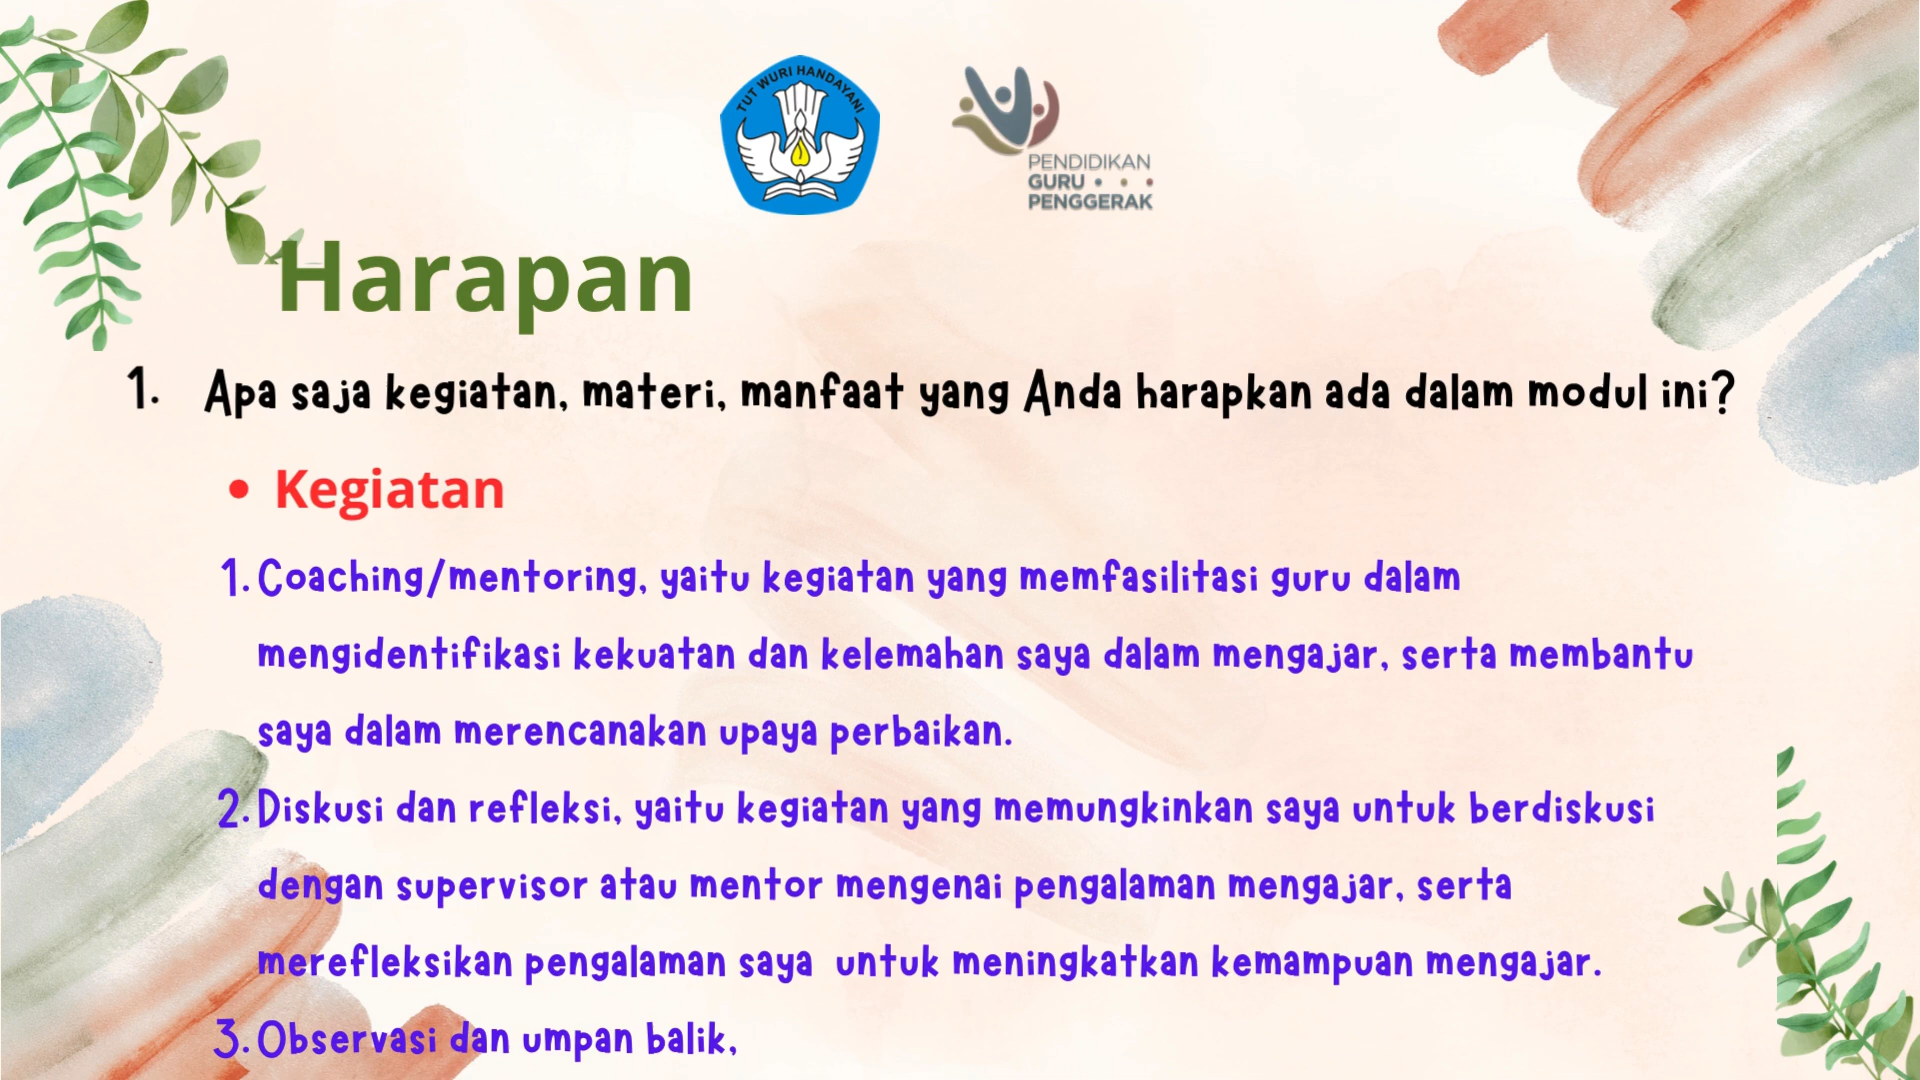 TUT WURI HANDAYANI
PENDIDIKAN
GURU
PENGGERAK
Harapan
1. Apa saja kegiatan, materi, manfaat yang Anda harapkan ada dalam modul ini?
• Kegiatan
1. Coaching/mentoring, yaitu kegiatan yang memfasilitasi guru dalam
mengidentifikasi kekuatan dan kelemahan saya dalam mengajar, serta membantu
saya dalam merencanakan upaya perbaikan.
2. Diskusi dan refleksi, yaitu kegiatan yang memungkinkan saya untuk berdiskusi
dengan supervisor atau mentor mengenai pengalaman mengajar, serta
merefleksikan pengalaman saya  untuk meningkatkan kemampuan mengajar.
3. Observasi dan umpan balik,